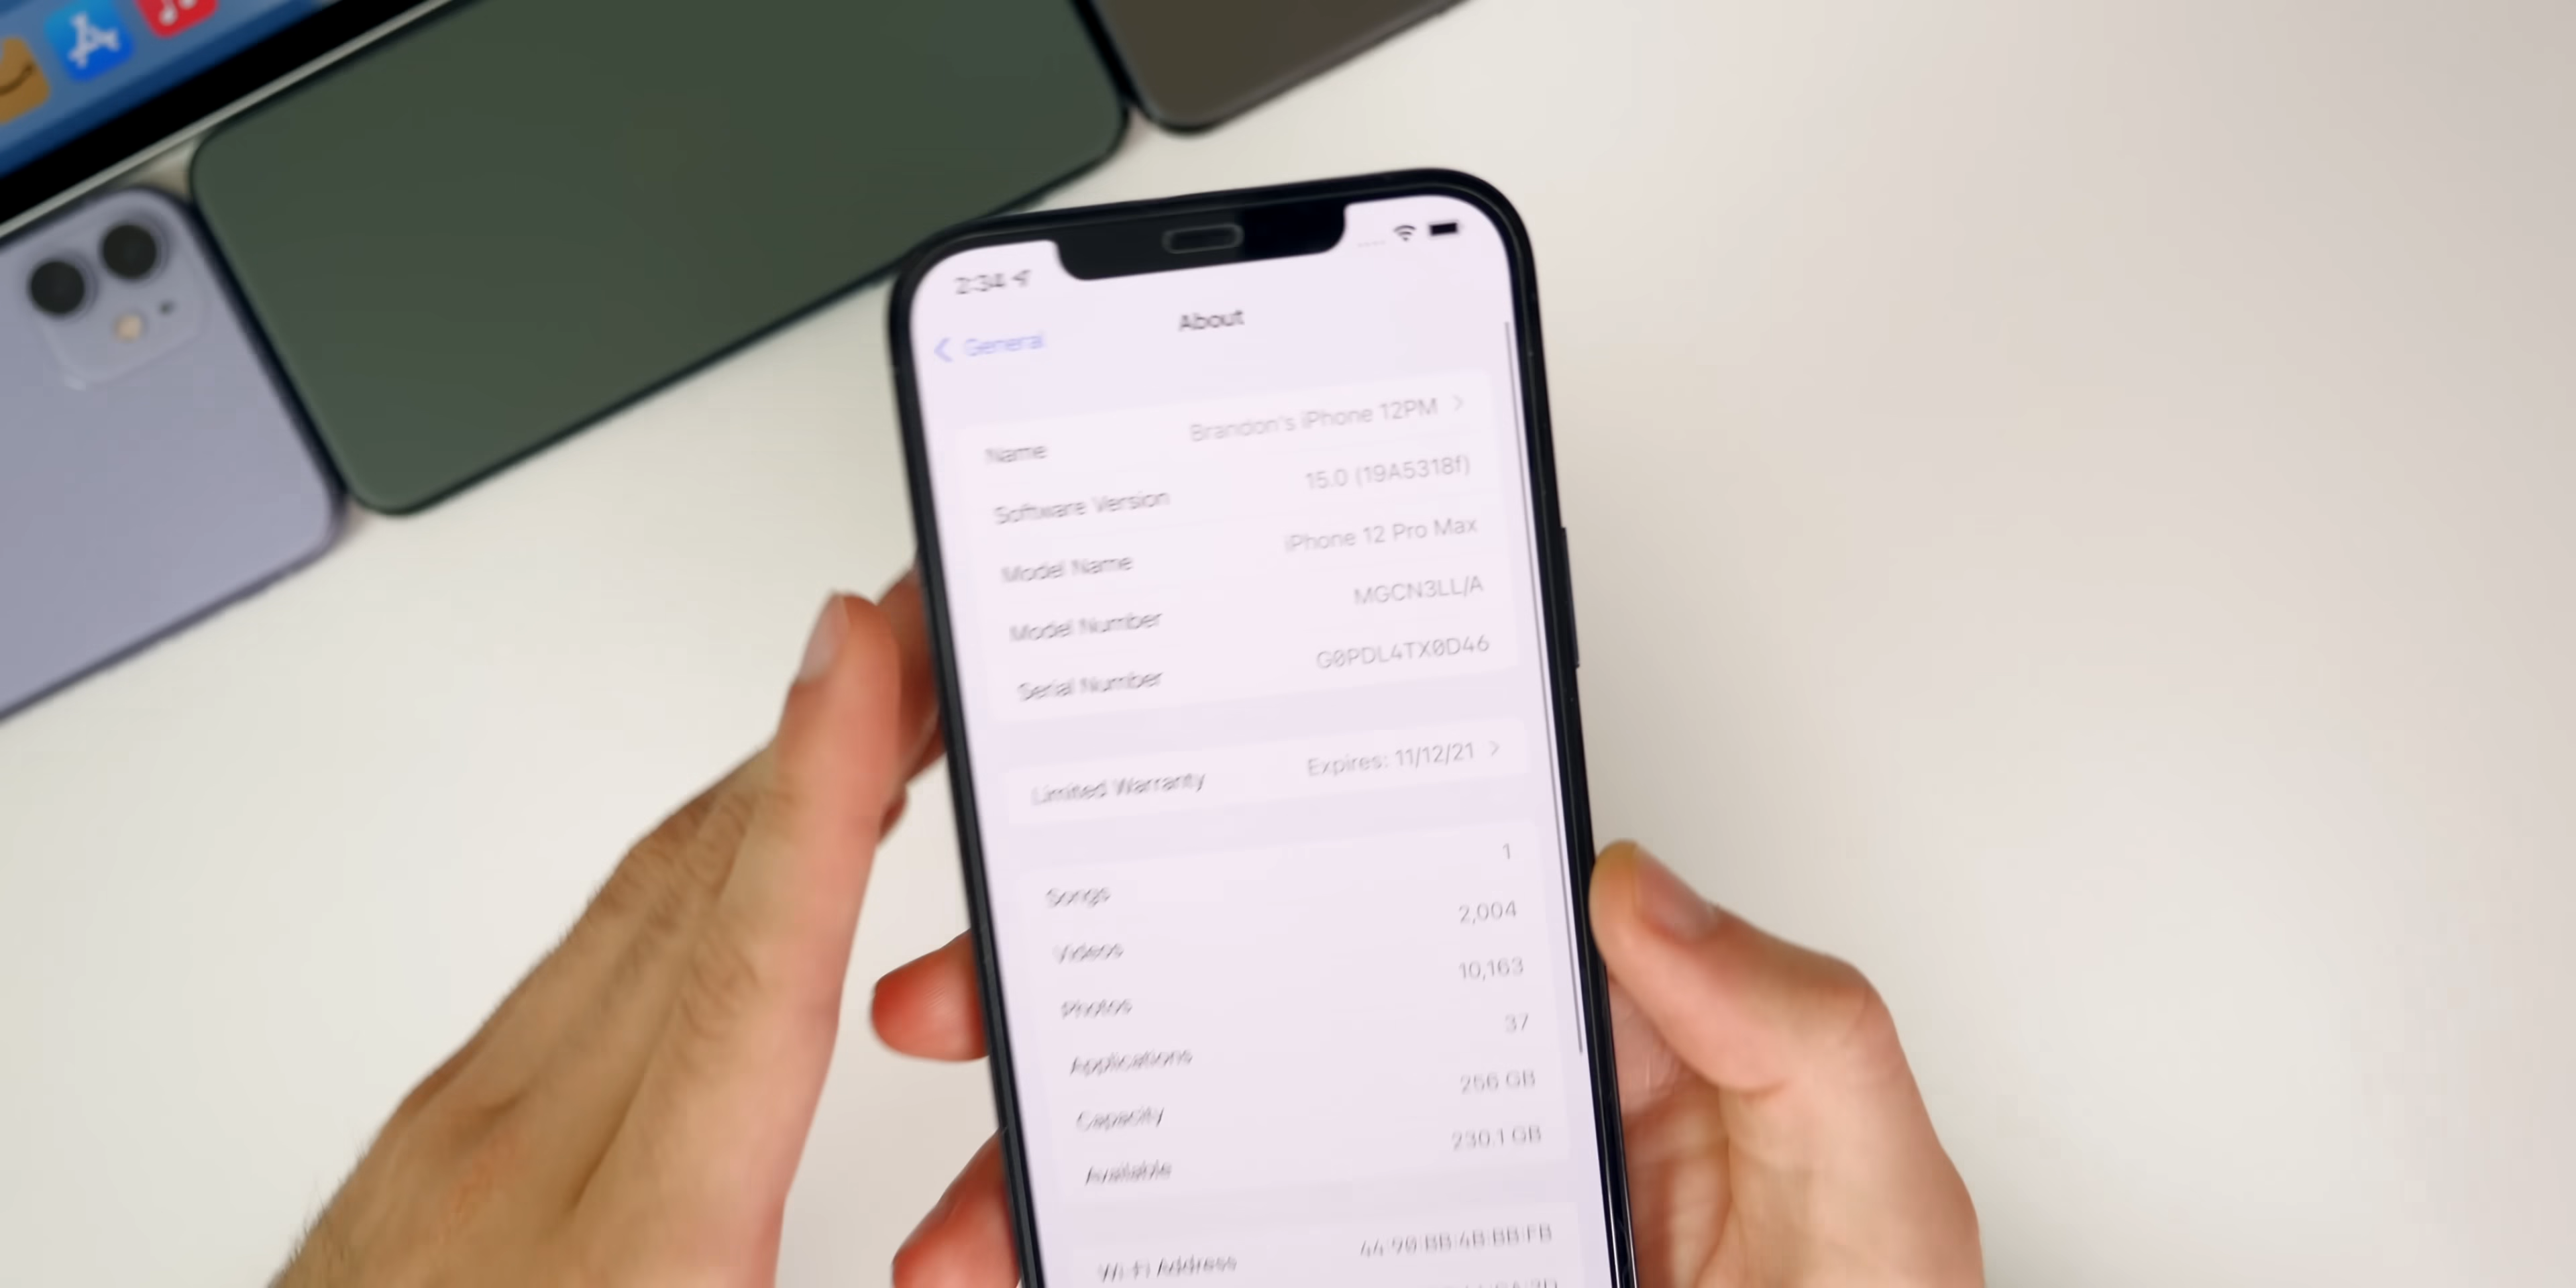 2:34
General
About
Name Brandon's iPhone 12PM
Software Version 15.0 (19A5318f)
Model Name iPhone 12 Pro Max
Model Number MGCN3LL/A
Serial Number G0PDL4TX0D46
Limited Warranty Expires: 11/12/21
Songs 1
Videos 2,004
Photos 10,163
Applications 37
Capacity 256 GB
Available 230.1 GB
Wi-Fi Address